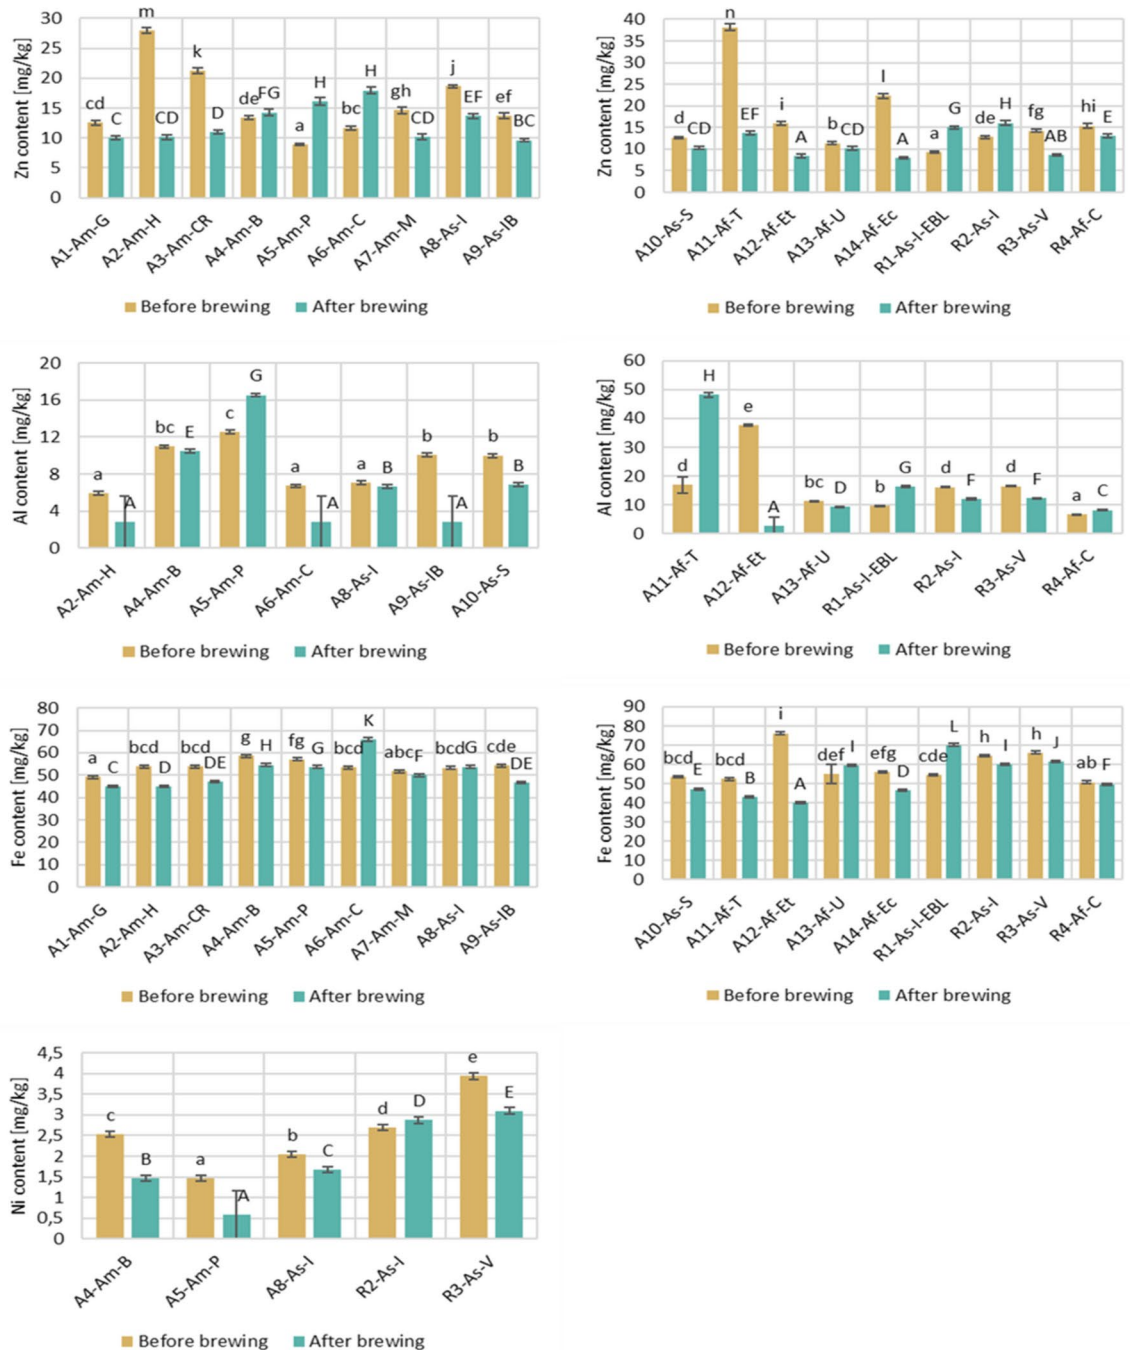 Zn content [mg/kg]
30
25
20
15
10
5
0
cd C m CD k D de FG a H bc H gh CD j EF ef BC
A1-Am-G A2-Am-H A3-Am-CR A4-Am-B A5-Am-P A6-Am-C A7-Am-M A8-As-I A9-As-IB
Before brewing After brewing
Zn content [mg/kg]
40
35
30
25
20
15
10
5
0
d CD n EF i A b CD l A a G de H fg AB hi E
A10-As-S A11-Af-T A12-Af-Et A13-Af-U A14-Af-Ec R1-As-I-EBL R2-As-I R3-As-V R4-Af-C
Before brewing After brewing
Al content [mg/kg]
20
16
12
8
4
0
a A bc E c G a A a B b A b B
A2-Am-H A4-Am-B A5-Am-P A6-Am-C A8-As-I A9-As-IB A10-As-S
Before brewing After brewing
Al content [mg/kg]
60
50
40
30
20
10
0
d H e A bc D b G d F d F a C
A11-Af-T A12-Af-Et A13-Af-U R1-As-I-EBL R2-As-I R3-As-V R4-Af-C
Before brewing After brewing
Fe content [mg/kg]
80
70
60
50
40
30
20
10
0
a C bcd D bcd DE g H fg G bcd K abc F bcd G cde DE
A1-Am-G A2-Am-H A3-Am-CR A4-Am-B A5-Am-P A6-Am-C A7-Am-M A8-As-I A9-As-IB
Before brewing After brewing
Fe content [mg/kg]
90
80
70
60
50
40
30
20
10
0
bcd E bcd B i A def I efg D cde L h I h J ab F
A10-As-S A11-Af-T A12-Af-Et A13-Af-U A14-Af-Ec R1-As-I-EBL R2-As-I R3-As-V R4-Af-C
Before brewing After brewing
Ni content [mg/kg]
4,5
4
3,5
3
2,5
2
1,5
1
0,5
0
c B a A b C d D e E
A4-Am-B A5-Am-P A8-As-I R2-As-I R3-As-V
Before brewing After brewing